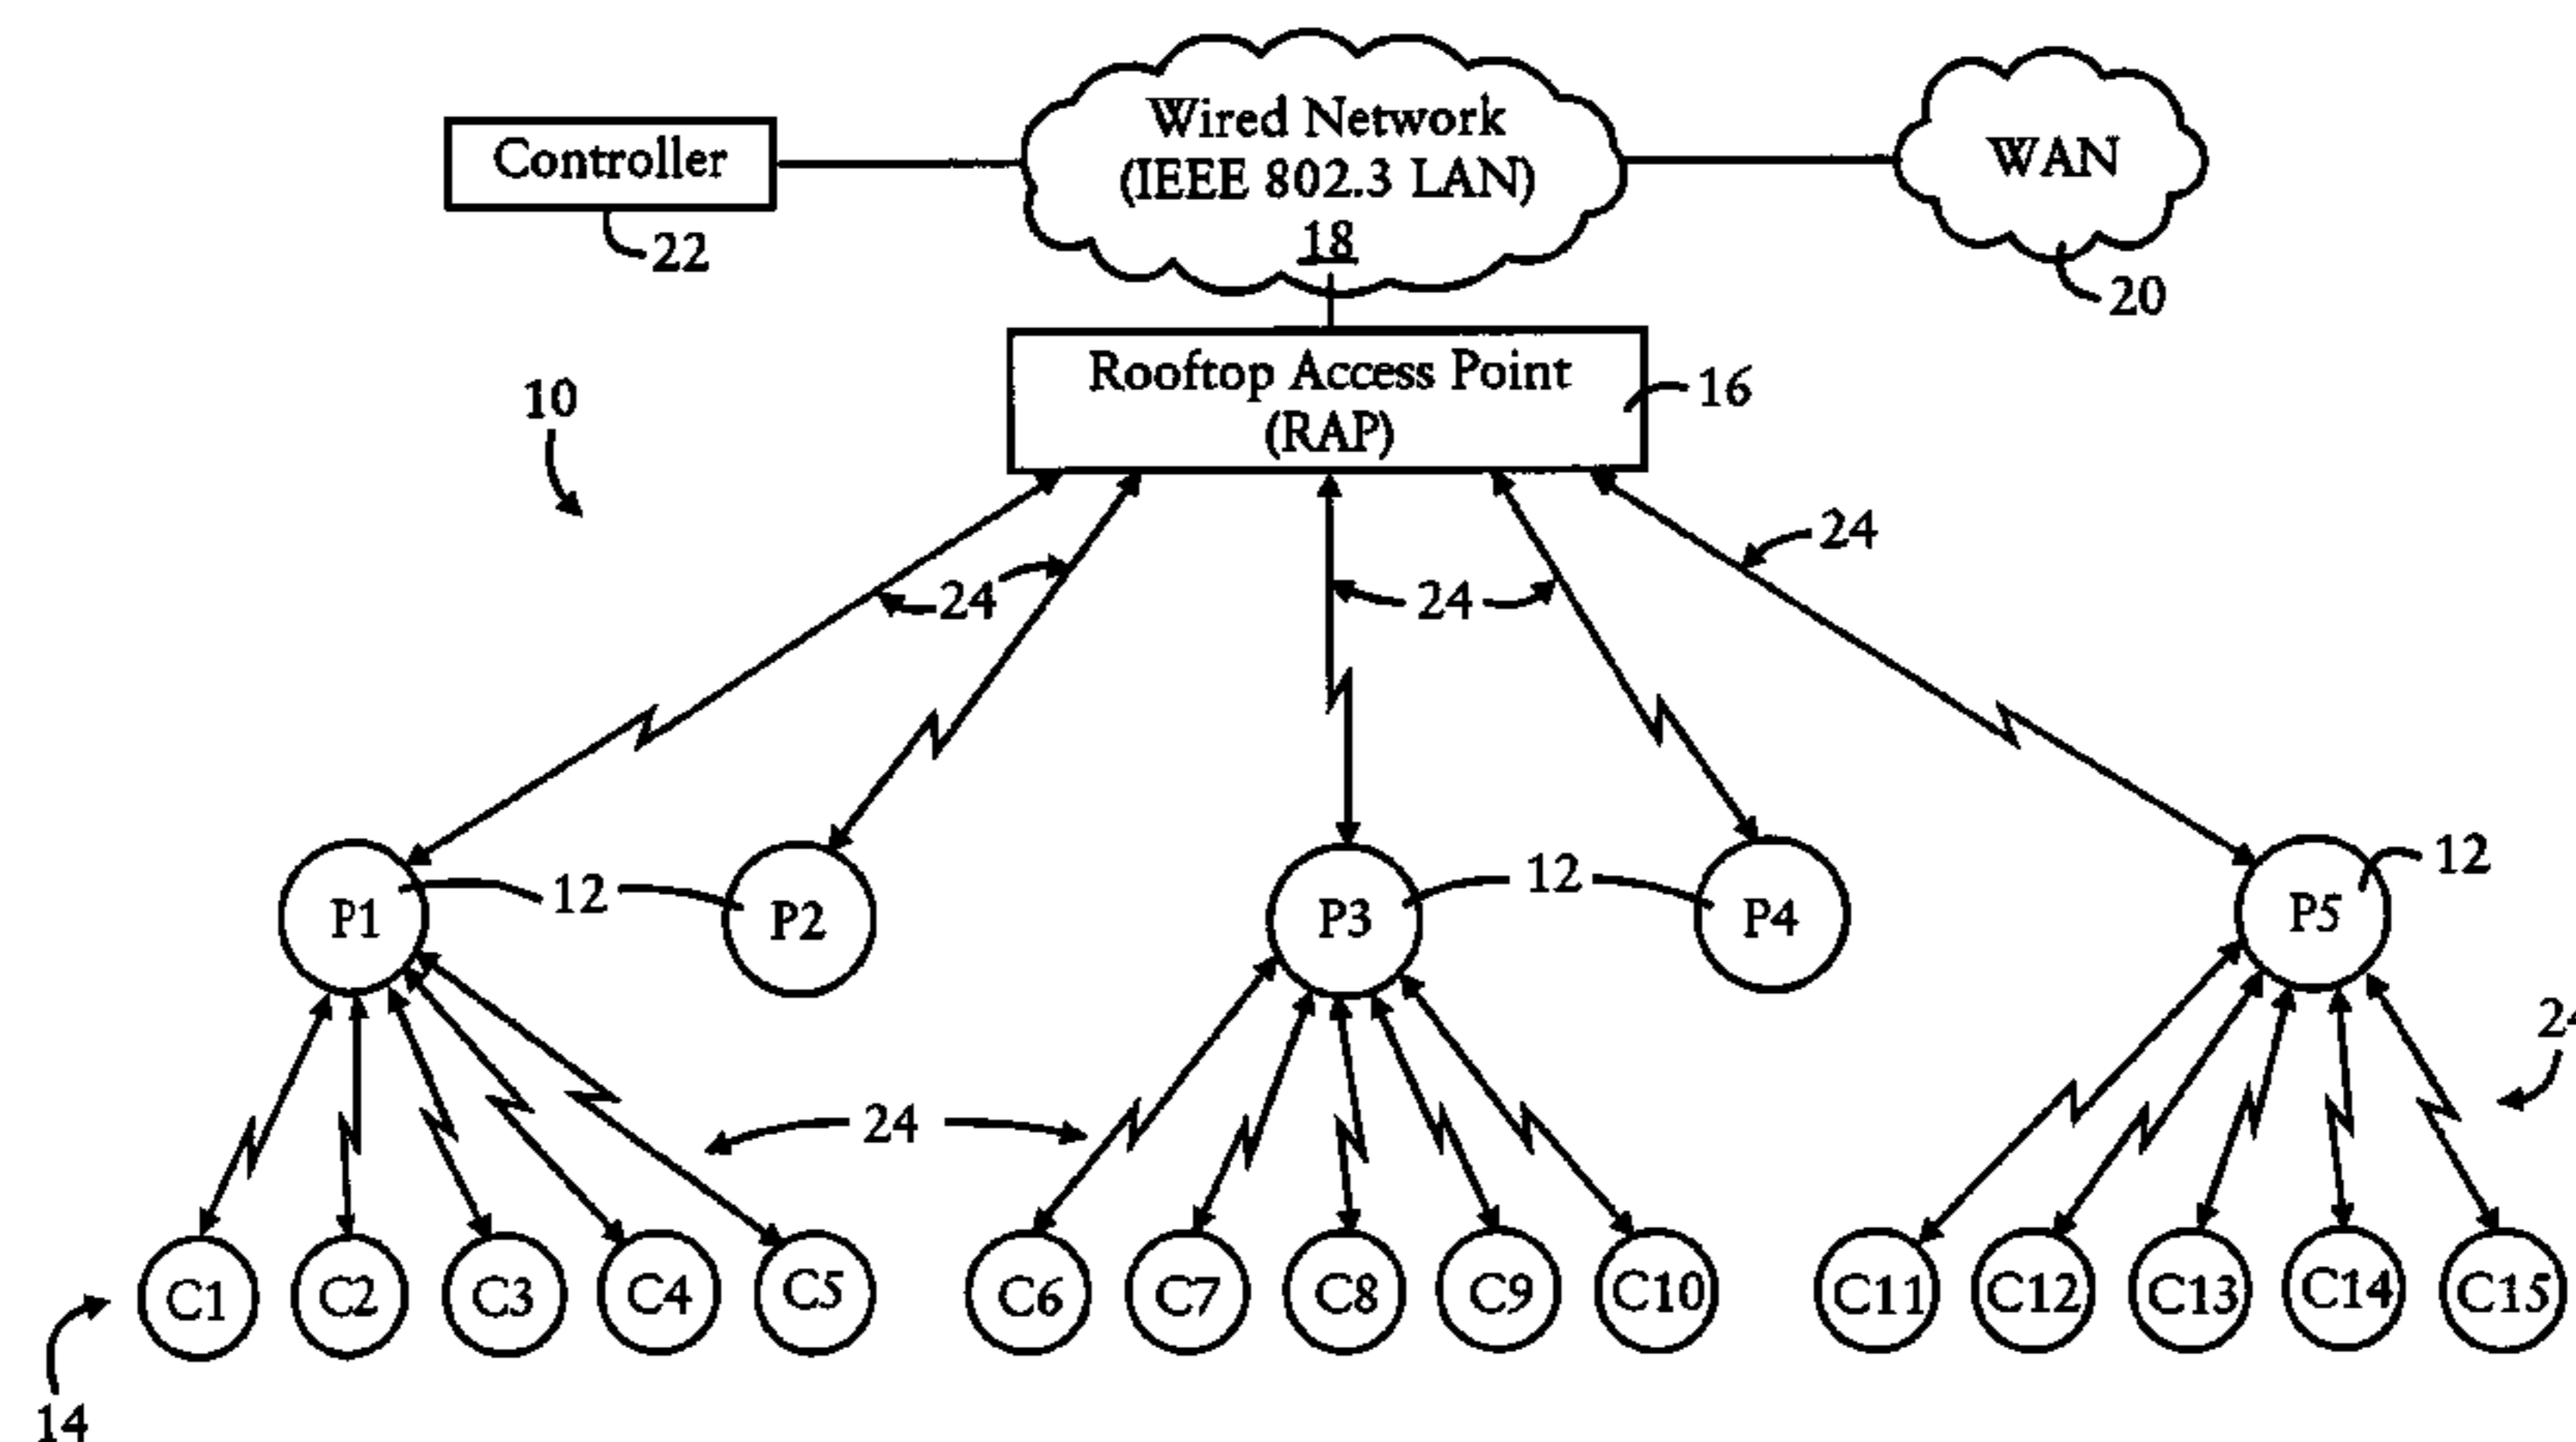 Wired Network
(IEEE 802.3 LAN)
18
Controller
22
WAN
20
Rooftop Access Point
(RAP)
16
10
24
24
24
P1
12
P2
P3
12
P4
P5
12
24
24
C1
C2
C3
C4
C5
C6
C7
C8
C9
C10
C11
C12
C13
C14
C15
14